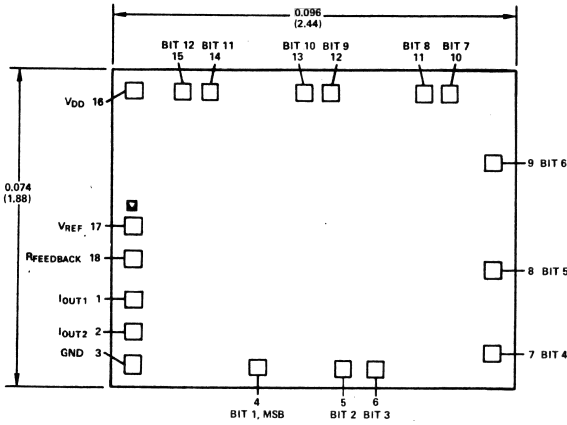 0.096
(2.44)
BIT 12 BIT 11 BIT 10 BIT 9 BIT 8 BIT 7
15 14 13 12 11 10
VDD 16
9 BIT 6
0.074
(1.88)
VREF 17
RFEEDBACK 18
8 BIT 5
IOUT1 1
IOUT2 2
GND 3
7 BIT 4
4 5 6
BIT 1, MSB BIT 2 BIT 3